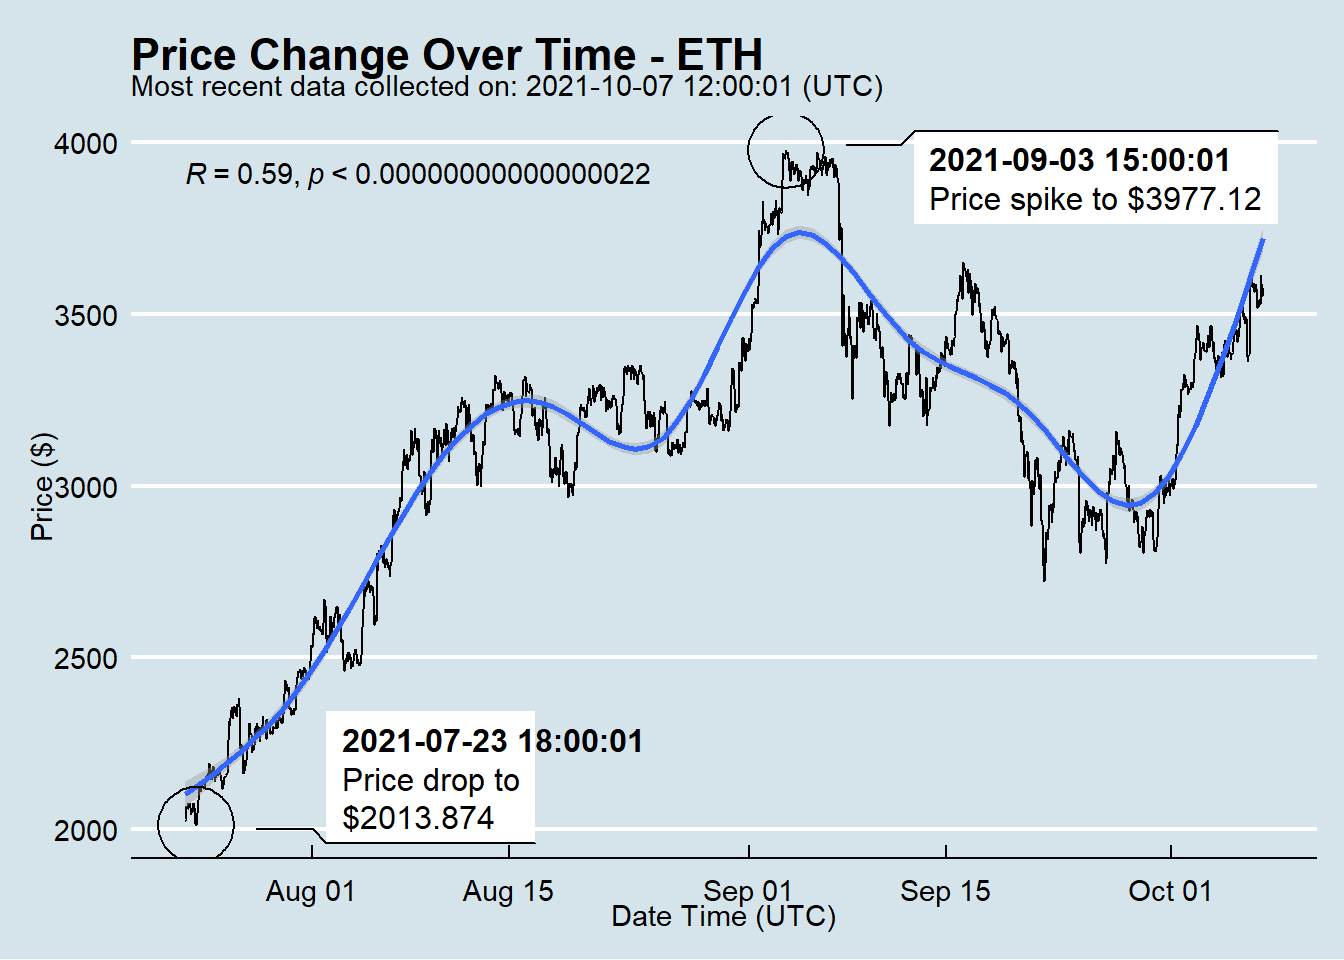 Price Change Over Time - ETH
Most recent data collected on: 2021-10-07 12:00:01 (UTC)
R = 0.59, p < 0.00000000000000022
2021-09-03 15:00:01
Price spike to $3977.12
2021-07-23 18:00:01
Price drop to
$2013.874
Price ($)
4000
3500
3000
2500
2000
Aug 01
Aug 15
Sep 01
Sep 15
Oct 01
Date Time (UTC)